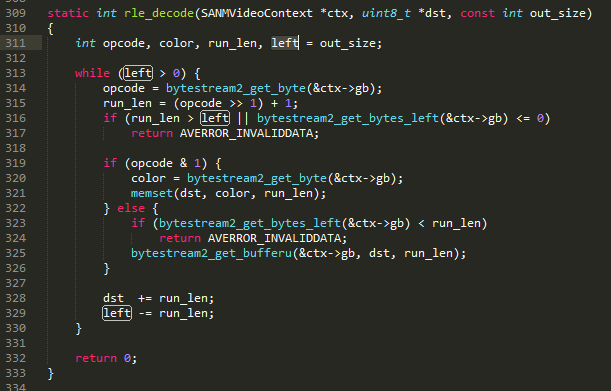 309 static int rle_decode(SANMVideoContext *ctx, uint8_t *dst, const int out_size)
310 {
311     int opcode, color, run_len, left = out_size;
312
313     while (left > 0) {
314         opcode = bytestream2_get_byte(&ctx->gb);
315         run_len = (opcode >> 1) + 1;
316         if (run_len > left || bytestream2_get_bytes_left(&ctx->gb) <= 0)
317             return AVERROR_INVALIDDATA;
318
319         if (opcode & 1) {
320             color = bytestream2_get_byte(&ctx->gb);
321             memset(dst, color, run_len);
322         } else {
323             if (bytestream2_get_bytes_left(&ctx->gb) < run_len)
324                 return AVERROR_INVALIDDATA;
325             bytestream2_get_bufferu(&ctx->gb, dst, run_len);
326         }
327
328         dst  += run_len;
329         left -= run_len;
330     }
331
332     return 0;
333 }
334